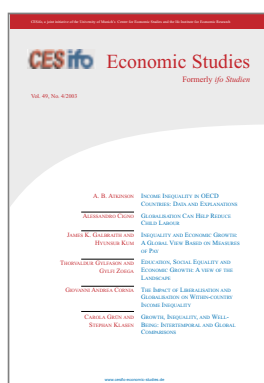 CESifo, a joint initiative of the University of Munich's Center for Economic Studies and the Ifo Institute for Economic Research
CESifo Economic Studies
Formerly ifo Studien
Vol. 49, No. 4/2003
A. B. ATKINSON INCOME INEQUALITY IN OECD
COUNTRIES: DATA AND EXPLANATIONS
ALESSANDRO CIGNO GLOBALISATION CAN HELP REDUCE
CHILD LABOUR
JAMES K. GALBRAITH AND INEQUALITY AND ECONOMIC GROWTH:
HYUNSUB KUM A GLOBAL VIEW BASED ON MEASURES
OF PAY
THORVALDUR GYLFASON AND EDUCATION, SOCIAL EQUALITY AND
GYLFI ZOEGA ECONOMIC GROWTH: A VIEW OF THE
LANDSCAPE
GIOVANNI ANDREA CORNIA THE IMPACT OF LIBERALISATION AND
GLOBALISATION ON WITHIN-COUNTRY
INCOME INEQUALITY
CAROLA GRÜN AND GROWTH, INEQUALITY, AND WELL-
STEPHAN KLASEN BEING: INTERTEMPORAL AND GLOBAL
COMPARISONS
www.cesifo-economic-studies.de